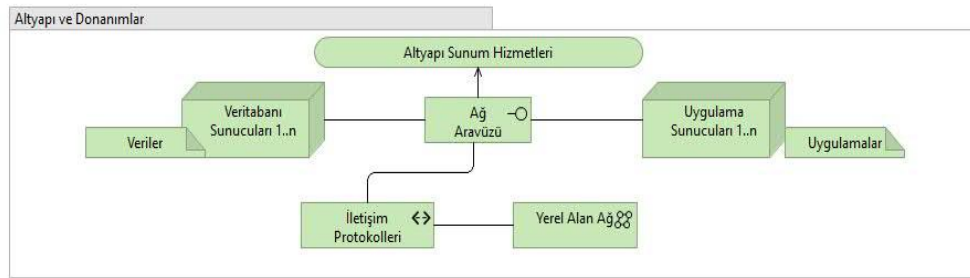 Altyapı ve Donanımlar
Altyapı Sunum Hizmetleri
Veritabanı
Sunucuları 1..n
Veriler
Ağ
Aravüzü
Uygulama
Sunucuları 1..n
Uygulamalar
İletişim
Protokolleri
Yerel Alan Ağ